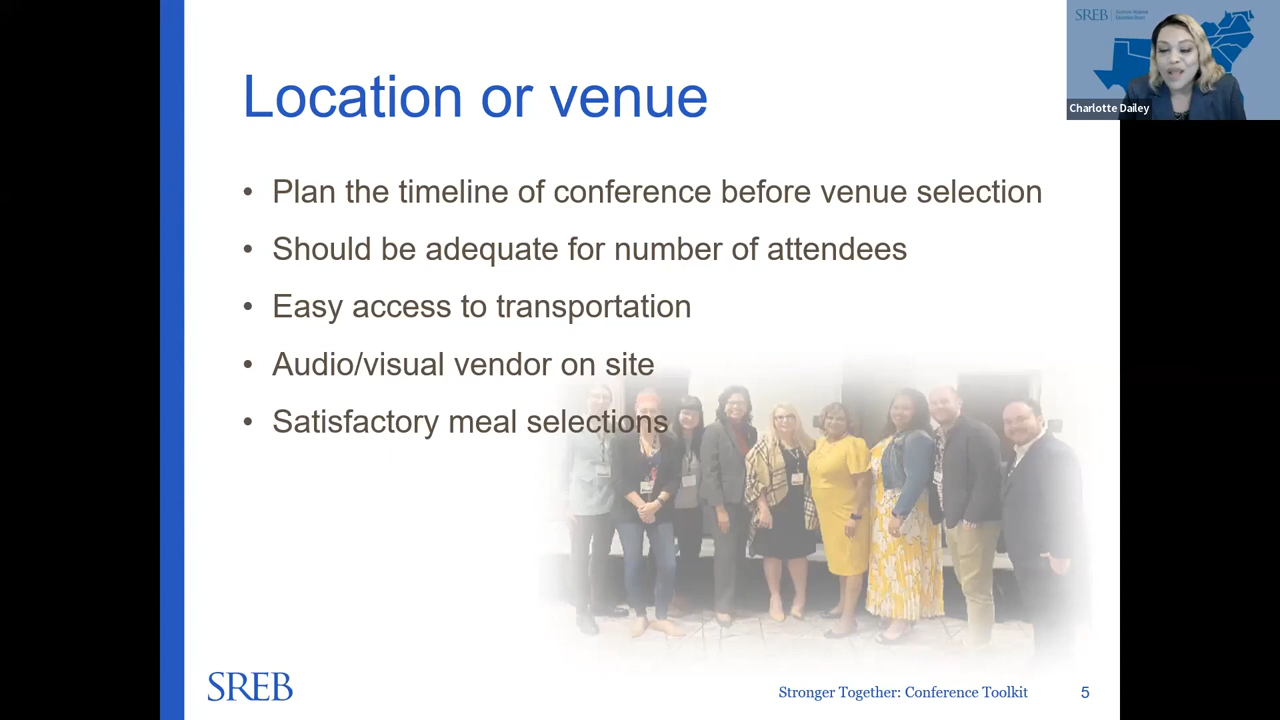 Location or venue
• Plan the timeline of conference before venue selection
• Should be adequate for number of attendees
• Easy access to transportation
• Audio/visual vendor on site
• Satisfactory meal selections
SREB
Stronger Together: Conference Toolkit
5
SREB
Charlotte Dailey